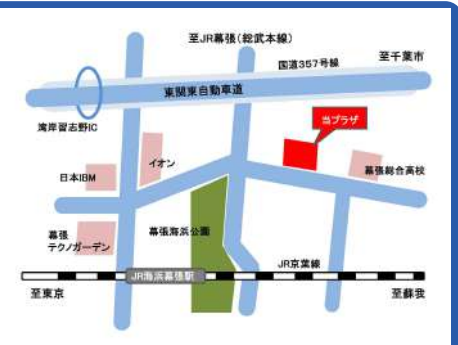 至JR幕張(総武本線)
国道357号線
至千葉市
東関東自動車道
湾岸習志野IC
当プラザ
イオン
日本IBM
幕張総合高校
幕張
テクノガーデン
幕張海浜公園
JR京葉線
JR海浜幕張駅
至東京
至蘇我